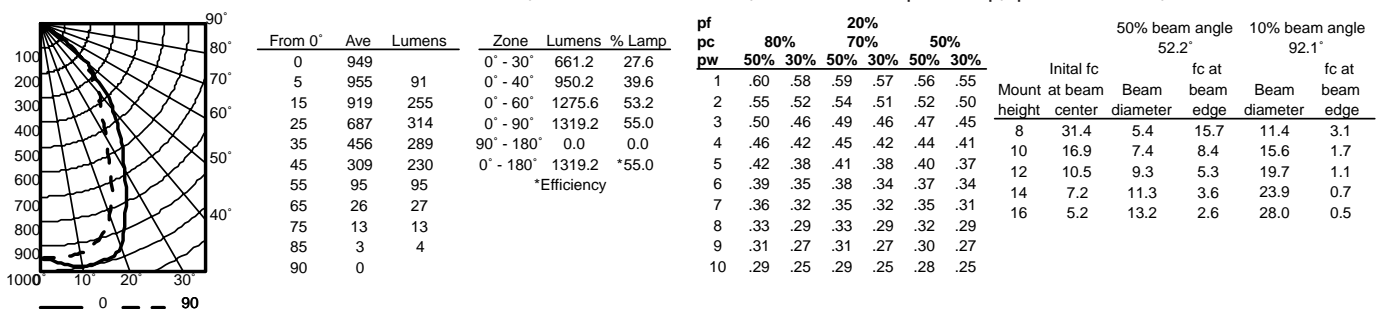 90˚
80˚
70˚
60˚
50˚
40˚
100
200
300
400
500
600
700
800
900
1000
0˚ 10˚ 20˚ 30˚
0 90
From 0˚ Ave Lumens
0 949
5 955 91
15 919 255
25 687 314
35 456 289
45 309 230
55 95 95
65 26 27
75 13 13
85 3 4
90 0
Zone Lumens % Lamp
0˚ - 30˚ 661.2 27.6
0˚ - 40˚ 950.2 39.6
0˚ - 60˚ 1275.6 53.2
0˚ - 90˚ 1319.2 55.0
90˚ - 180˚ 0.0 0.0
0˚ - 180˚ 1319.2 *55.0
*Efficiency
pf 20%
pc 80% 70% 50%
pw 50% 30% 50% 30% 50% 30%
1 .60 .58 .59 .57 .56 .55
2 .55 .52 .54 .51 .52 .50
3 .50 .46 .49 .46 .47 .45
4 .46 .42 .45 .42 .44 .41
5 .42 .38 .41 .38 .40 .37
6 .39 .35 .38 .34 .37 .34
7 .36 .32 .35 .32 .35 .31
8 .33 .29 .33 .29 .32 .29
9 .31 .27 .31 .27 .30 .27
10 .29 .25 .29 .25 .28 .25
50% beam angle 10% beam angle
52.2˚ 92.1˚
Inital fc fc at fc at
Mount at beam Beam beam Beam beam
height center diameter edge diameter edge
8 31.4 5.4 15.7 11.4 3.1
10 16.9 7.4 8.4 15.6 1.7
12 10.5 9.3 5.3 19.7 1.1
14 7.2 11.3 3.6 23.9 0.7
16 5.2 13.2 2.6 28.0 0.5